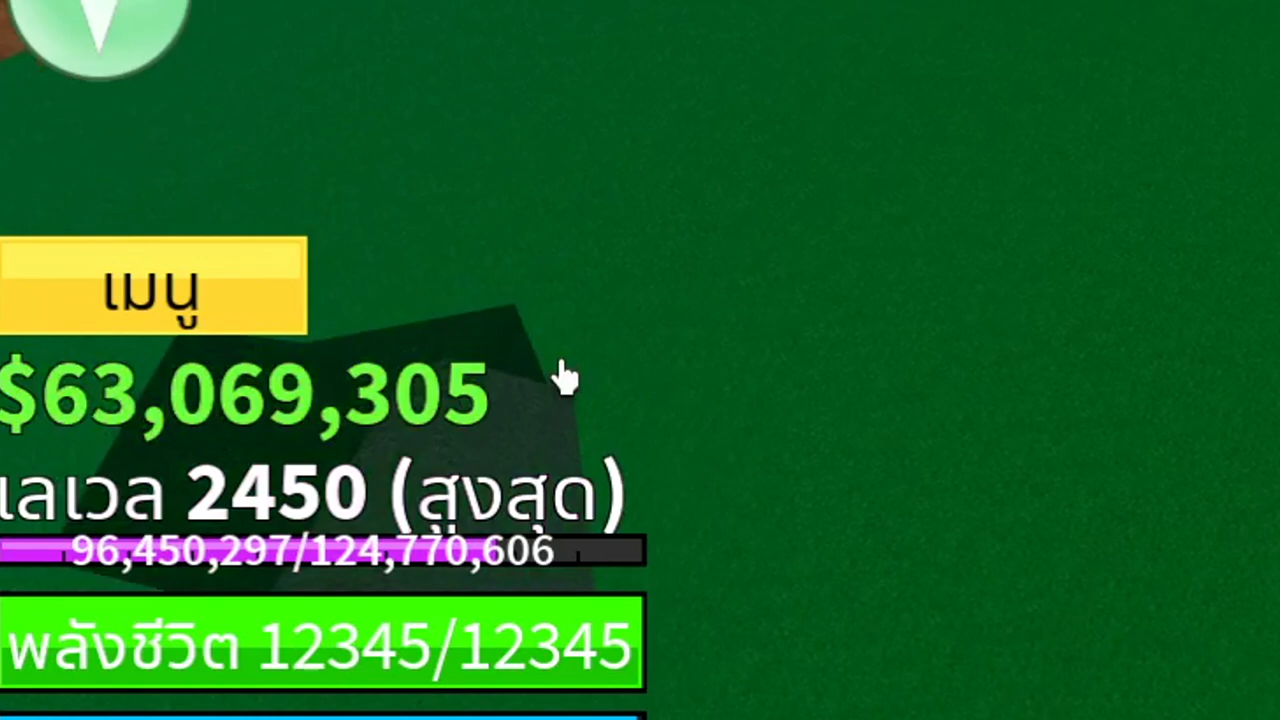 เมนู
$63,069,305
เลเวล 2450 (สูงสุด)
96,450,297/124,770,606
พลังชีวิต 12345/12345